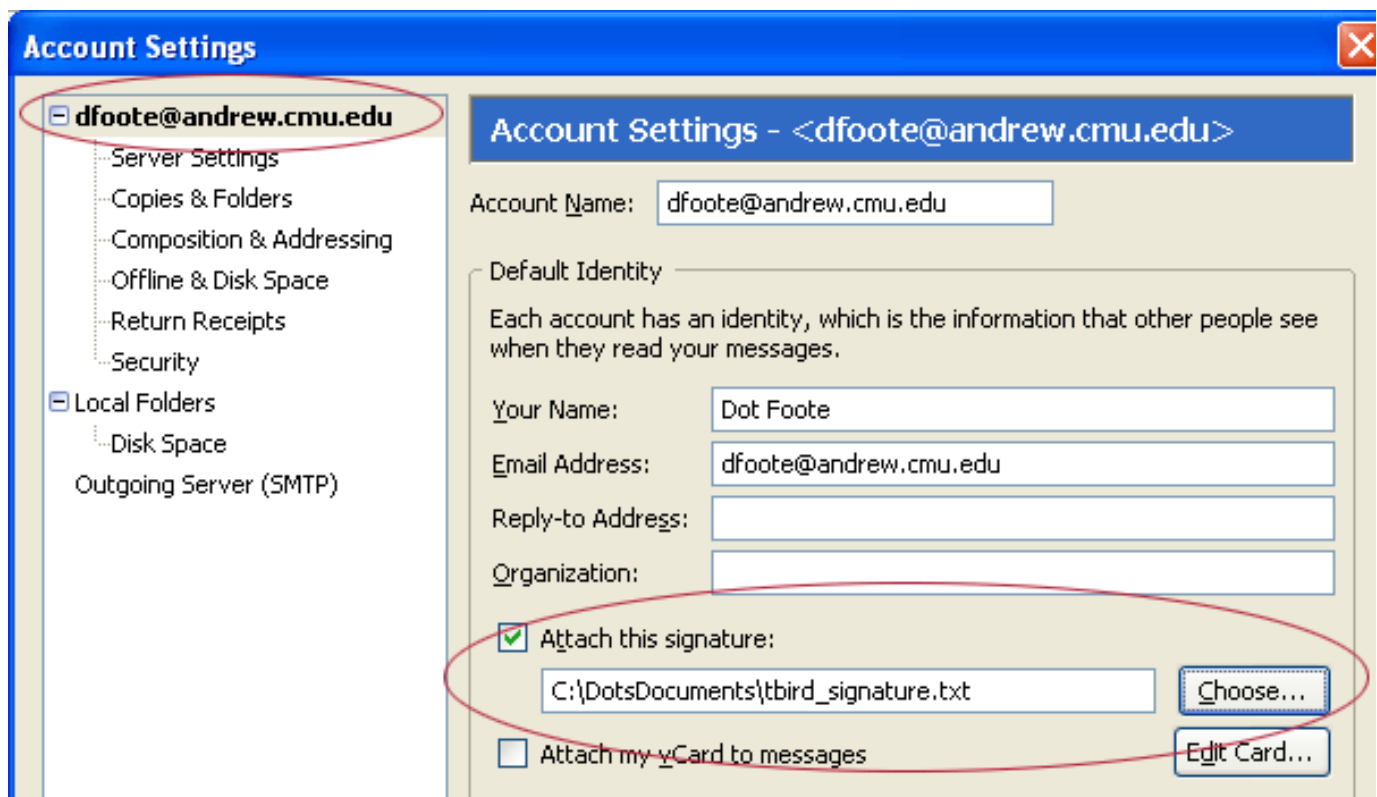 Account Settings
dfoote@andrew.cmu.edu
Server Settings
Copies & Folders
Composition & Addressing
Offline & Disk Space
Return Receipts
Security
Local Folders
Disk Space
Outgoing Server (SMTP)
Account Settings - <dfoote@andrew.cmu.edu>
Account Name: dfoote@andrew.cmu.edu
Default Identity
Each account has an identity, which is the information that other people see
when they read your messages.
Your Name: Dot Foote
Email Address: dfoote@andrew.cmu.edu
Reply-to Address:
Organization:
Attach this signature:
C:\DotsDocuments\tbird_signature.txt Choose...
Attach my vCard to messages Edit Card...